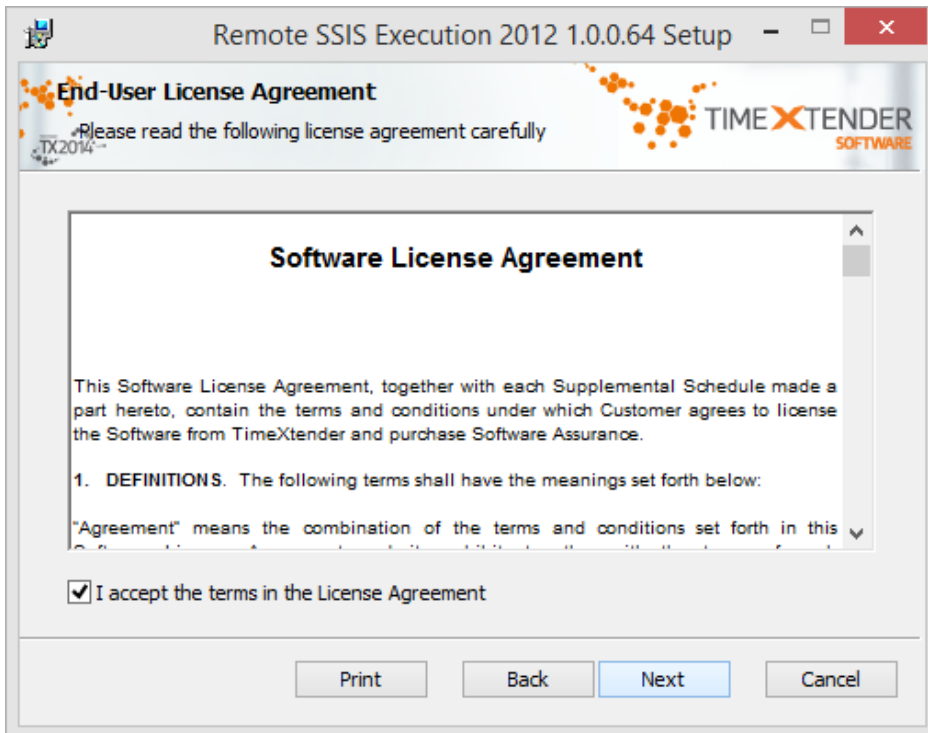 Remote SSIS Execution 2012 1.0.0.64 Setup
End-User License Agreement
Please read the following license agreement carefully
TX2014
TIMEXTENDER
SOFTWARE
Software License Agreement
This Software License Agreement, together with each Supplemental Schedule made a
part hereto, contain the terms and conditions under which Customer agrees to license
the Software from TimeXtender and purchase Software Assurance.
1. DEFINITIONS. The following terms shall have the meanings set forth below:
"Agreement" means the combination of the terms and conditions set forth in this
I accept the terms in the License Agreement
Print
Back
Next
Cancel